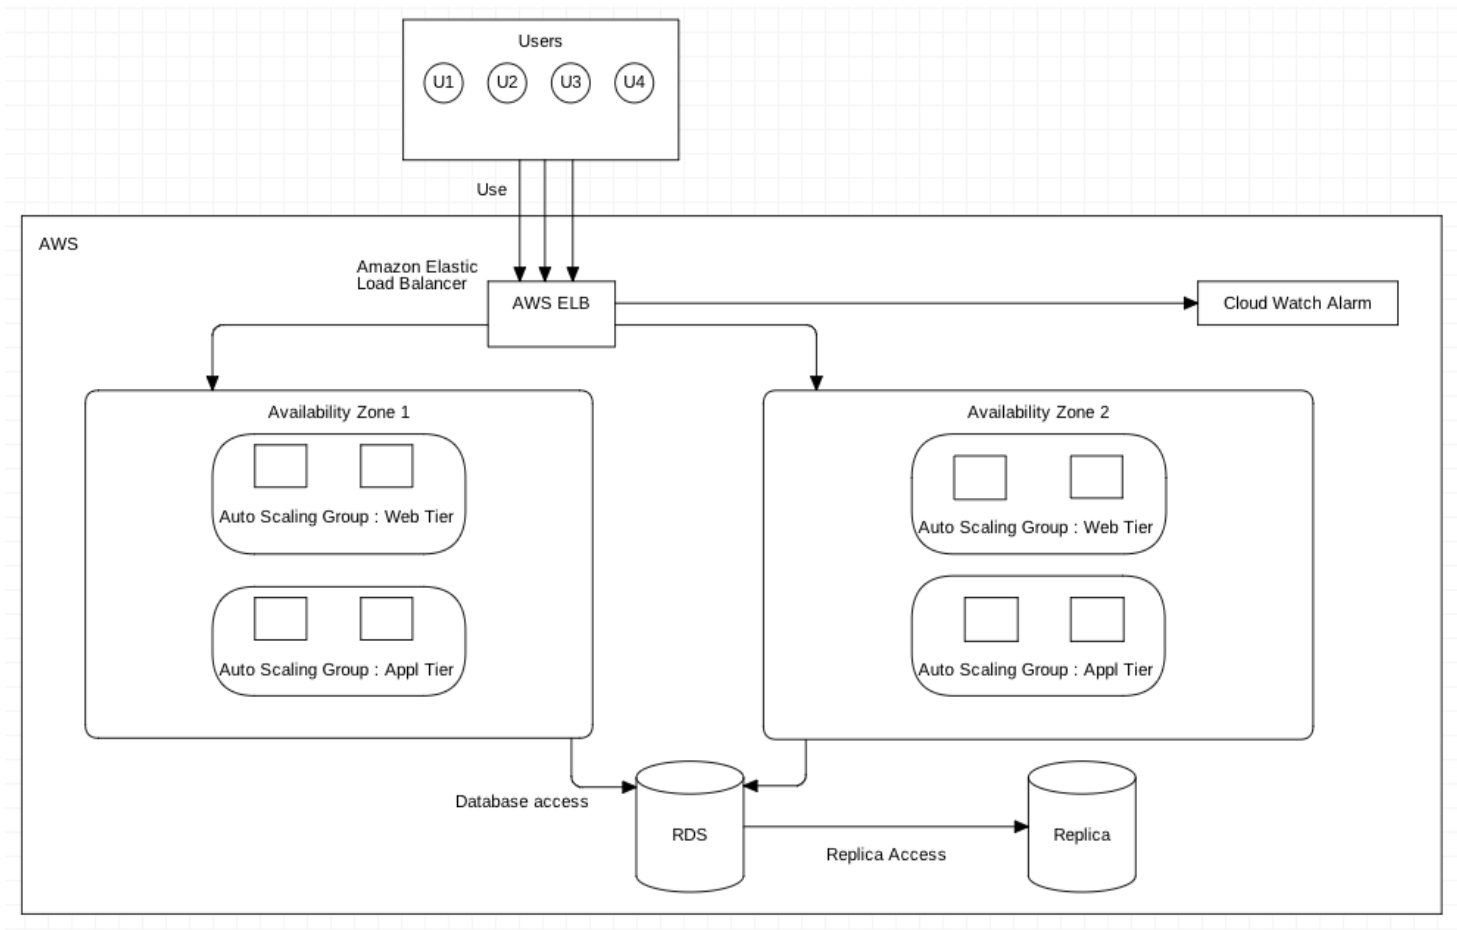 Users
U1
U2
U3
U4
Use
AWS
Amazon Elastic
Load Balancer
AWS ELB
Cloud Watch Alarm
Availability Zone 1
Auto Scaling Group : Web Tier
Auto Scaling Group : Appl Tier
Availability Zone 2
Auto Scaling Group : Web Tier
Auto Scaling Group : Appl Tier
Database access
RDS
Replica Access
Replica